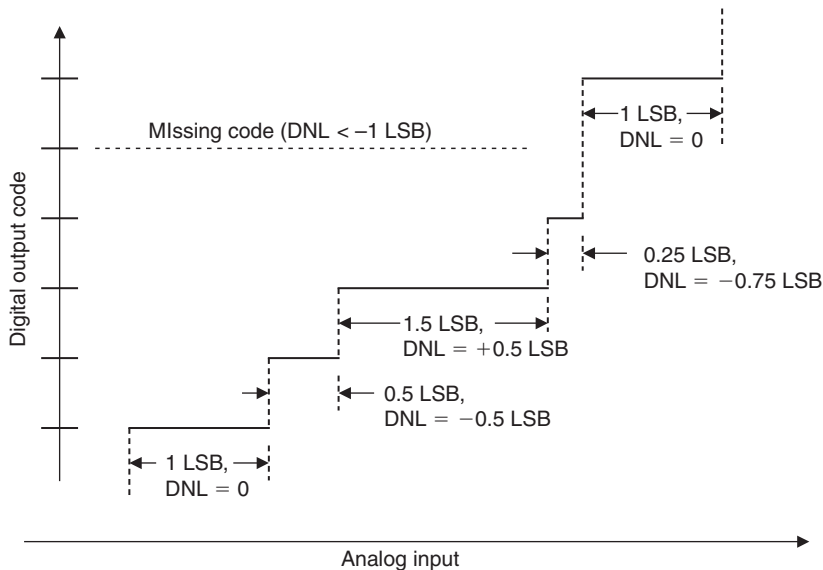 MIssing code (DNL < –1 LSB)
1 LSB,
DNL = 0
Digital output code
0.25 LSB,
DNL = −0.75 LSB
1.5 LSB,
DNL = +0.5 LSB
0.5 LSB,
DNL = −0.5 LSB
1 LSB,
DNL = 0
Analog input